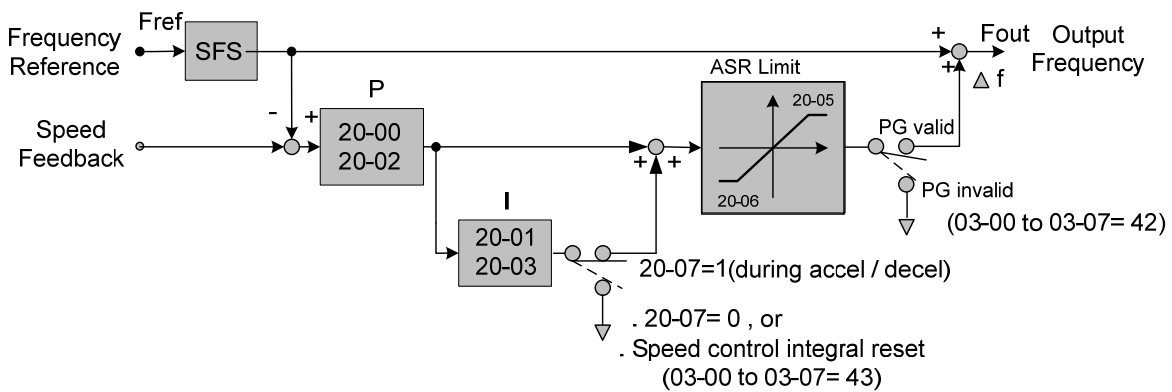 Frequency
Reference
Fref
SFS
+
Fout
Output
Frequency
+
Δ f
P
ASR Limit
-
+
20-00
20-02
20-05
20-06
Speed
Feedback
+
+
PG valid
PG invalid
(03-00 to 03-07= 42)
I
20-01
20-03
20-07=1(during accel / decel)
. 20-07= 0 , or
. Speed control integral reset
(03-00 to 03-07= 43)